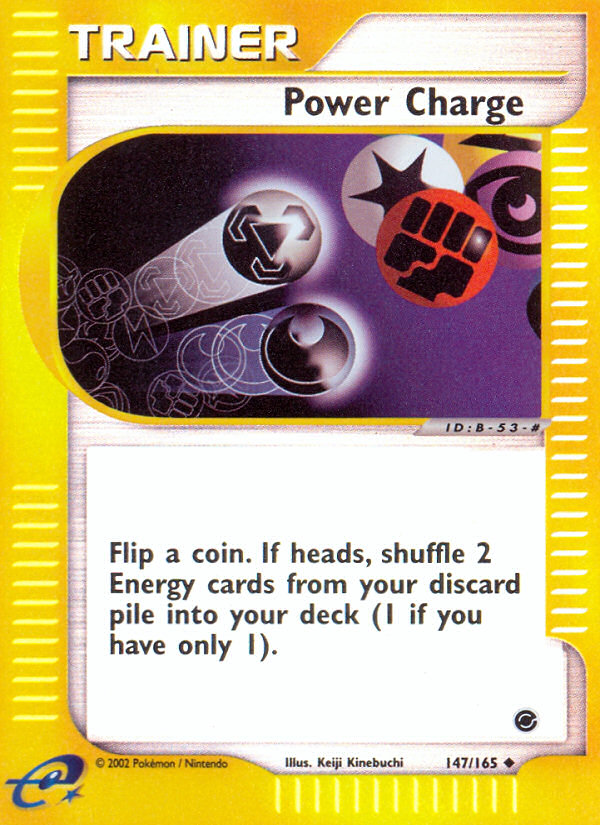 TRAINER
Power Charge
ID:B-53-#
Flip a coin. If heads, shuffle 2
Energy cards from your discard
pile into your deck (1 if you
have only 1).
© 2002 Pokémon / Nintendo
Illus. Keiji Kinebuchi
147/165 ◆